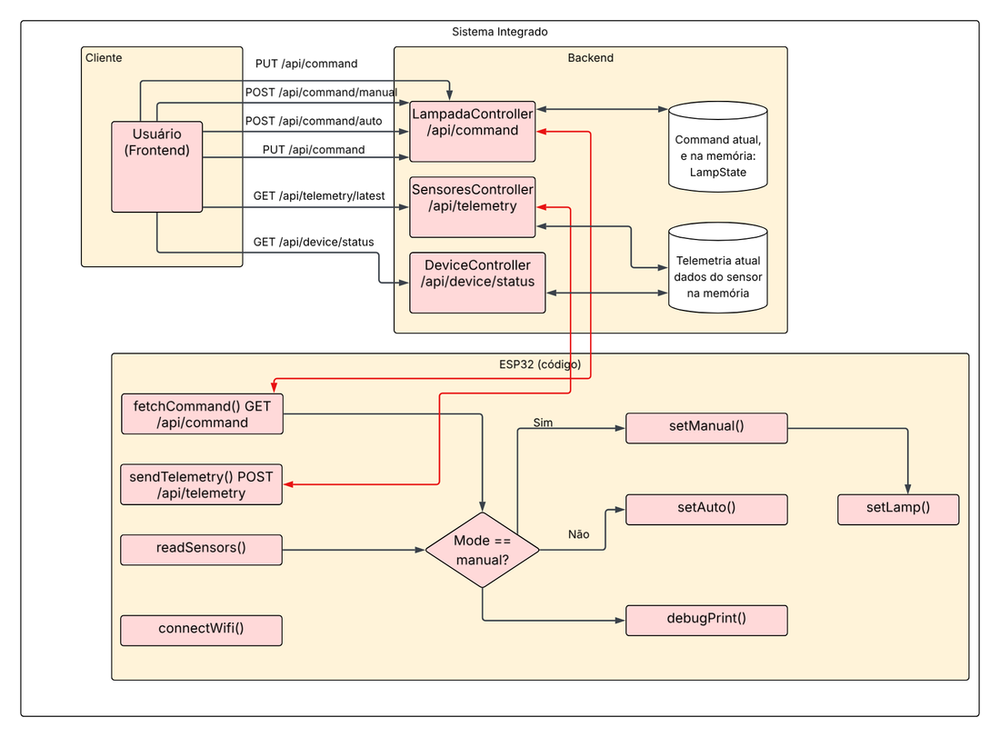 Sistema Integrado
Cliente
Backend
PUT /api/command
POST /api/command/manual
POST /api/command/auto
PUT /api/command
GET /api/telemetry/latest
GET /api/device/status
Usuário
(Frontend)
LampadaController
/api/command
SensoresController
/api/telemetry
DeviceController
/api/device/status
Command atual,
e na memória:
LampState
Telemetria atual
dados do sensor
na memória
ESP32 (código)
fetchCommand() GET
/api/command
sendTelemetry() POST
/api/telemetry
readSensors()
connectWifi()
Mode ==
manual?
Sim
Não
setManual()
setAuto()
setLamp()
debugPrint()